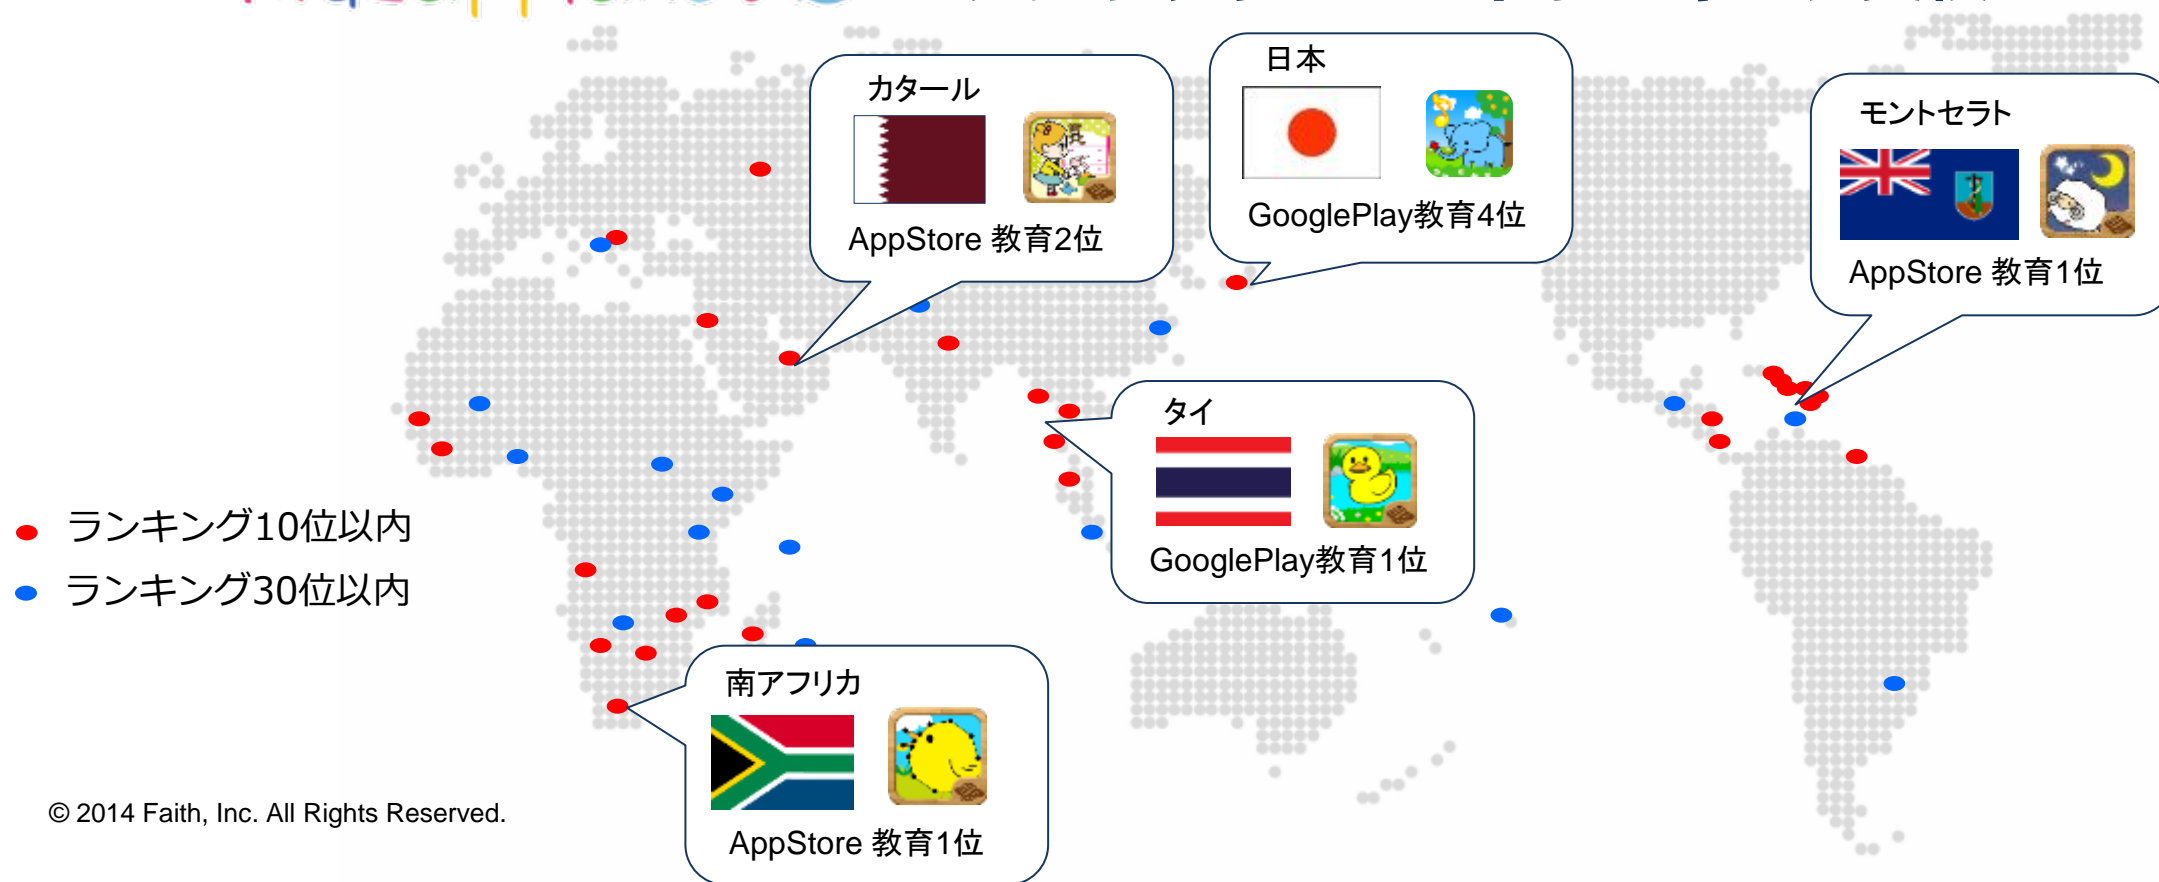 カタール
AppStore 教育2位
日本
GooglePlay教育4位
モントセラト
AppStore 教育1位
タイ
GooglePlay教育1位
ランキング10位以内
ランキング30位以内
南アフリカ
AppStore 教育1位
© 2014 Faith, Inc. All Rights Reserved.